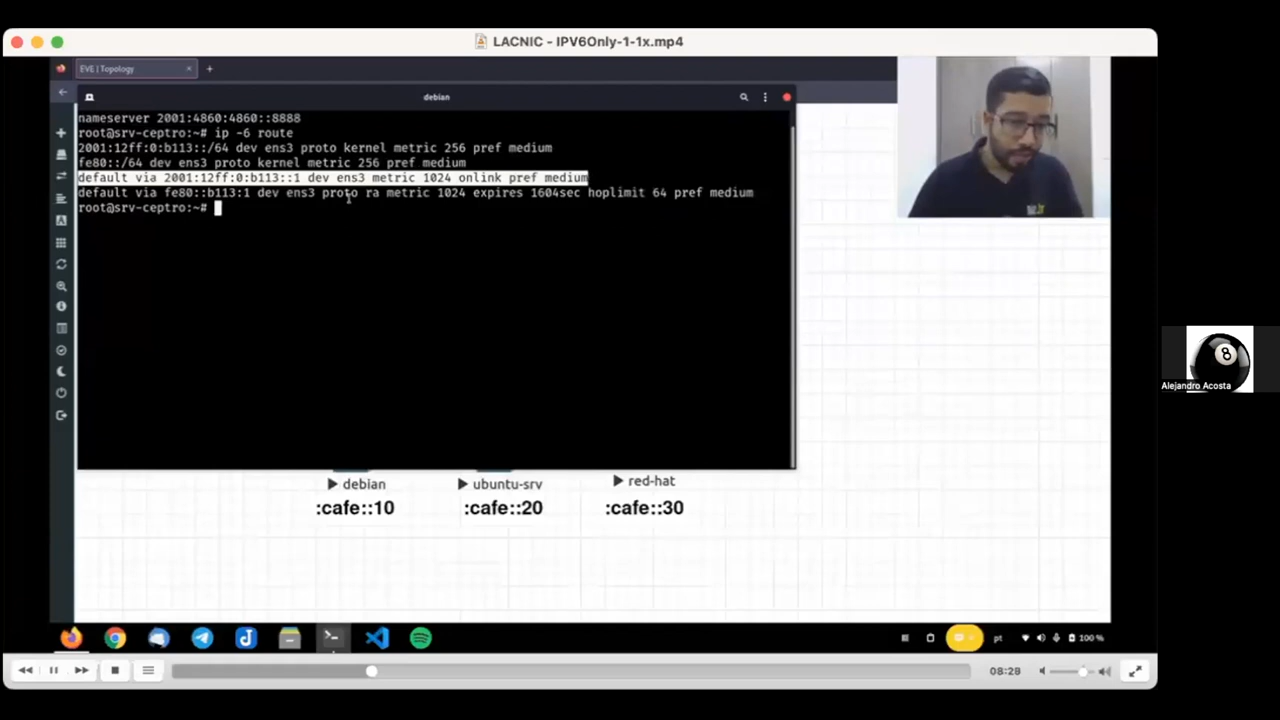 LACNIC - IPV6Only-1-1x.mp4
EVE | Topology
debian
nameserver 2001:4860:4860::8888
root@srv-ceptro:~# ip -6 route
2001:12ff:0:b113::/64 dev ens3 proto kernel metric 256 pref medium
fe80::/64 dev ens3 proto kernel metric 256 pref medium
default via 2001:12ff:0:b113::1 dev ens3 metric 1024 onlink pref medium
default via fe80::b113:1 dev ens3 proto ra metric 1024 expires 1604sec hoplimit 64 pref medium
root@srv-ceptro:~#
8
Alejandro Acosta
debian ubuntu-srv red-hat
:cafe::10 :cafe::20 :cafe::30
pt 100 %
08:28